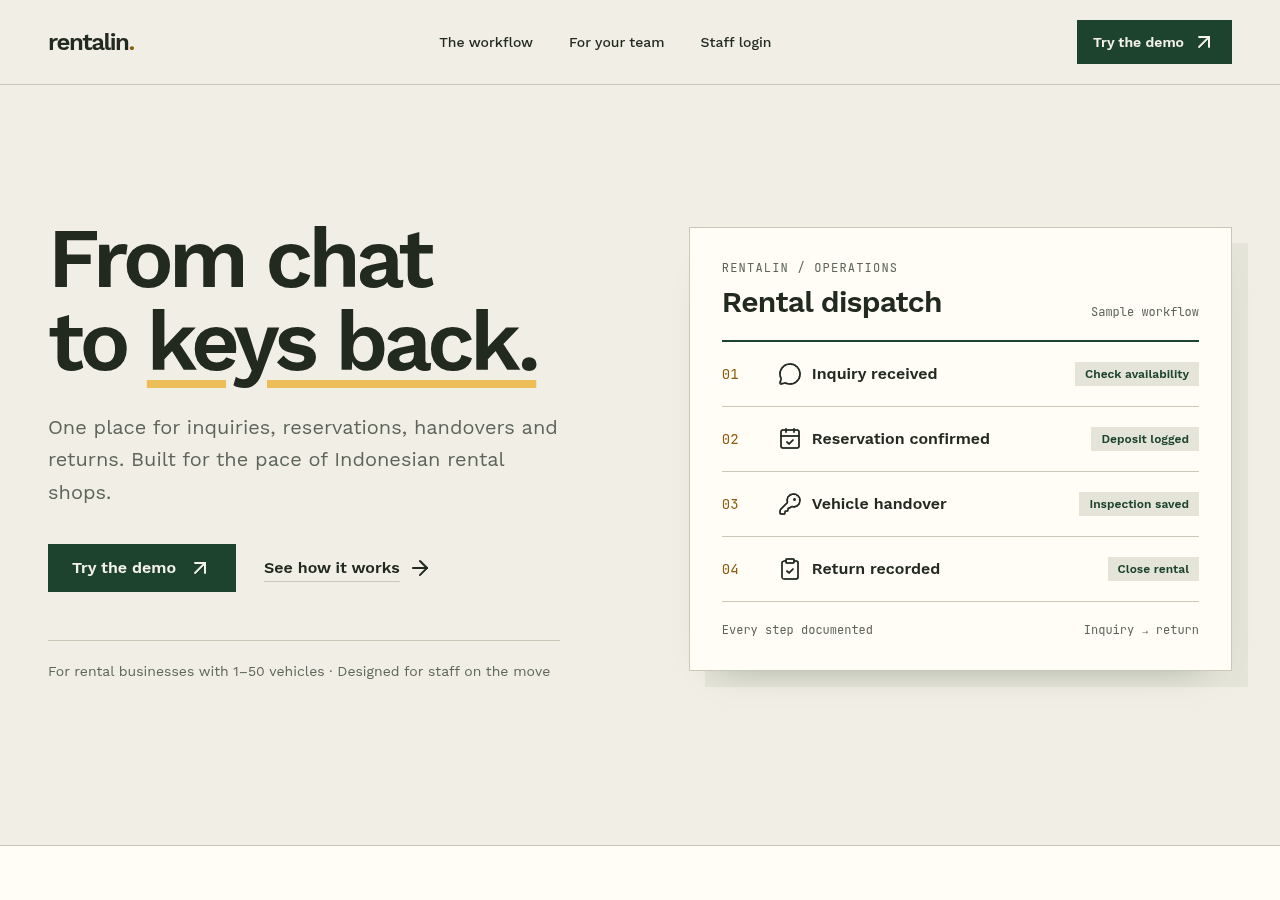 rentalin.
The workflow
For your team
Staff login
Try the demo
From chat
to keys back.
One place for inquiries, reservations, handovers and
returns. Built for the pace of Indonesian rental
shops.
Try the demo
See how it works
For rental businesses with 1–50 vehicles · Designed for staff on the move
RENTALIN / OPERATIONS
Rental dispatch
Sample workflow
01 Inquiry received Check availability
02 Reservation confirmed Deposit logged
03 Vehicle handover Inspection saved
04 Return recorded Close rental
Every step documented
Inquiry → return